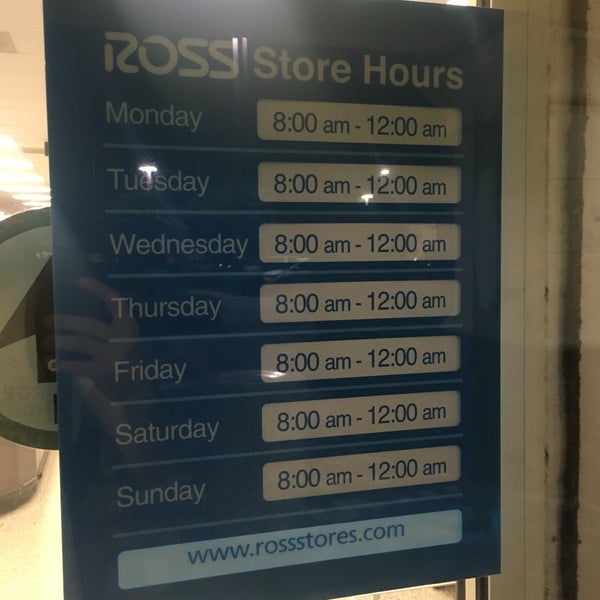 ROSS Store Hours
Monday 8:00 am - 12:00 am
Tuesday 8:00 am - 12:00 am
Wednesday 8:00 am - 12:00 am
Thursday 8:00 am - 12:00 am
Friday 8:00 am - 12:00 am
Saturday 8:00 am - 12:00 am
Sunday 8:00 am - 12:00 am
www.rossstores.com